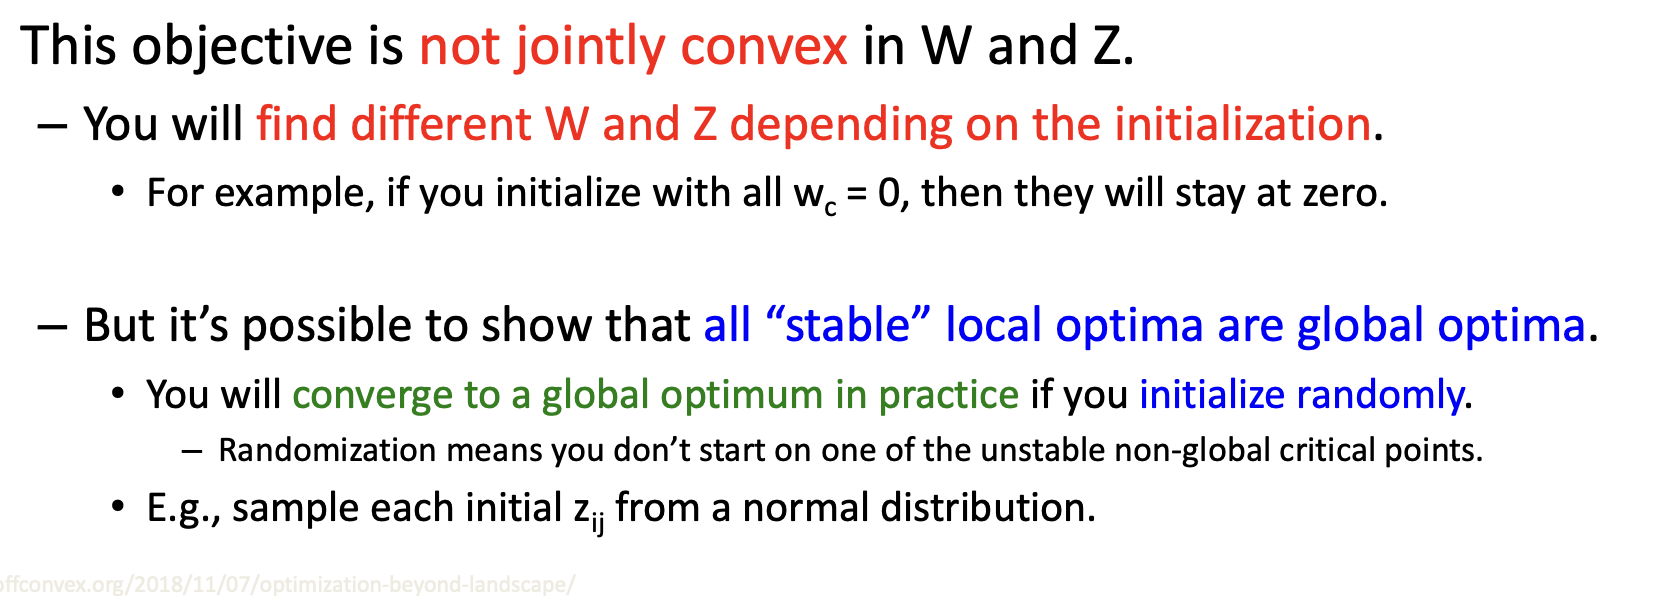 This objective is not jointly convex in W and Z.
– You will find different W and Z depending on the initialization.
• For example, if you initialize with all w_c = 0, then they will stay at zero.
– But it’s possible to show that all “stable” local optima are global optima.
• You will converge to a global optimum in practice if you initialize randomly.
– Randomization means you don’t start on one of the unstable non-global critical points.
• E.g., sample each initial z_ij from a normal distribution.
offconvex.org/2018/11/07/optimization-beyond-landscape/